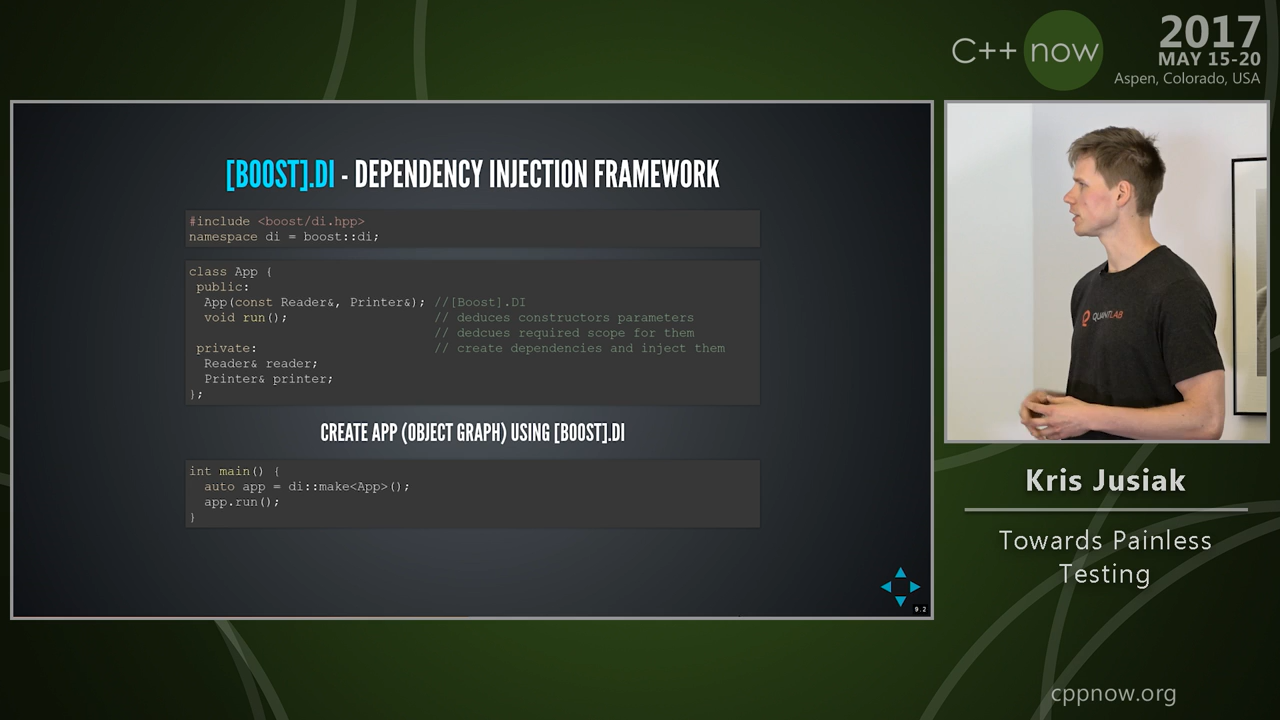 C++ now
2017
MAY 15-20
Aspen, Colorado, USA
[BOOST].DI - DEPENDENCY INJECTION FRAMEWORK
#include <boost/di.hpp>
namespace di = boost::di;
class App {
public:
App(const Reader&, Printer&); //[Boost].DI
void run(); // deduces constructors parameters
// dedcues required scope for them
private: // create dependencies and inject them
Reader& reader;
Printer& printer;
};
CREATE APP (OBJECT GRAPH) USING [BOOST].DI
int main() {
auto app = di::make<App>();
app.run();
}
9.2
QUANTLAB
Kris Jusiak
Towards Painless
Testing
cppnow.org